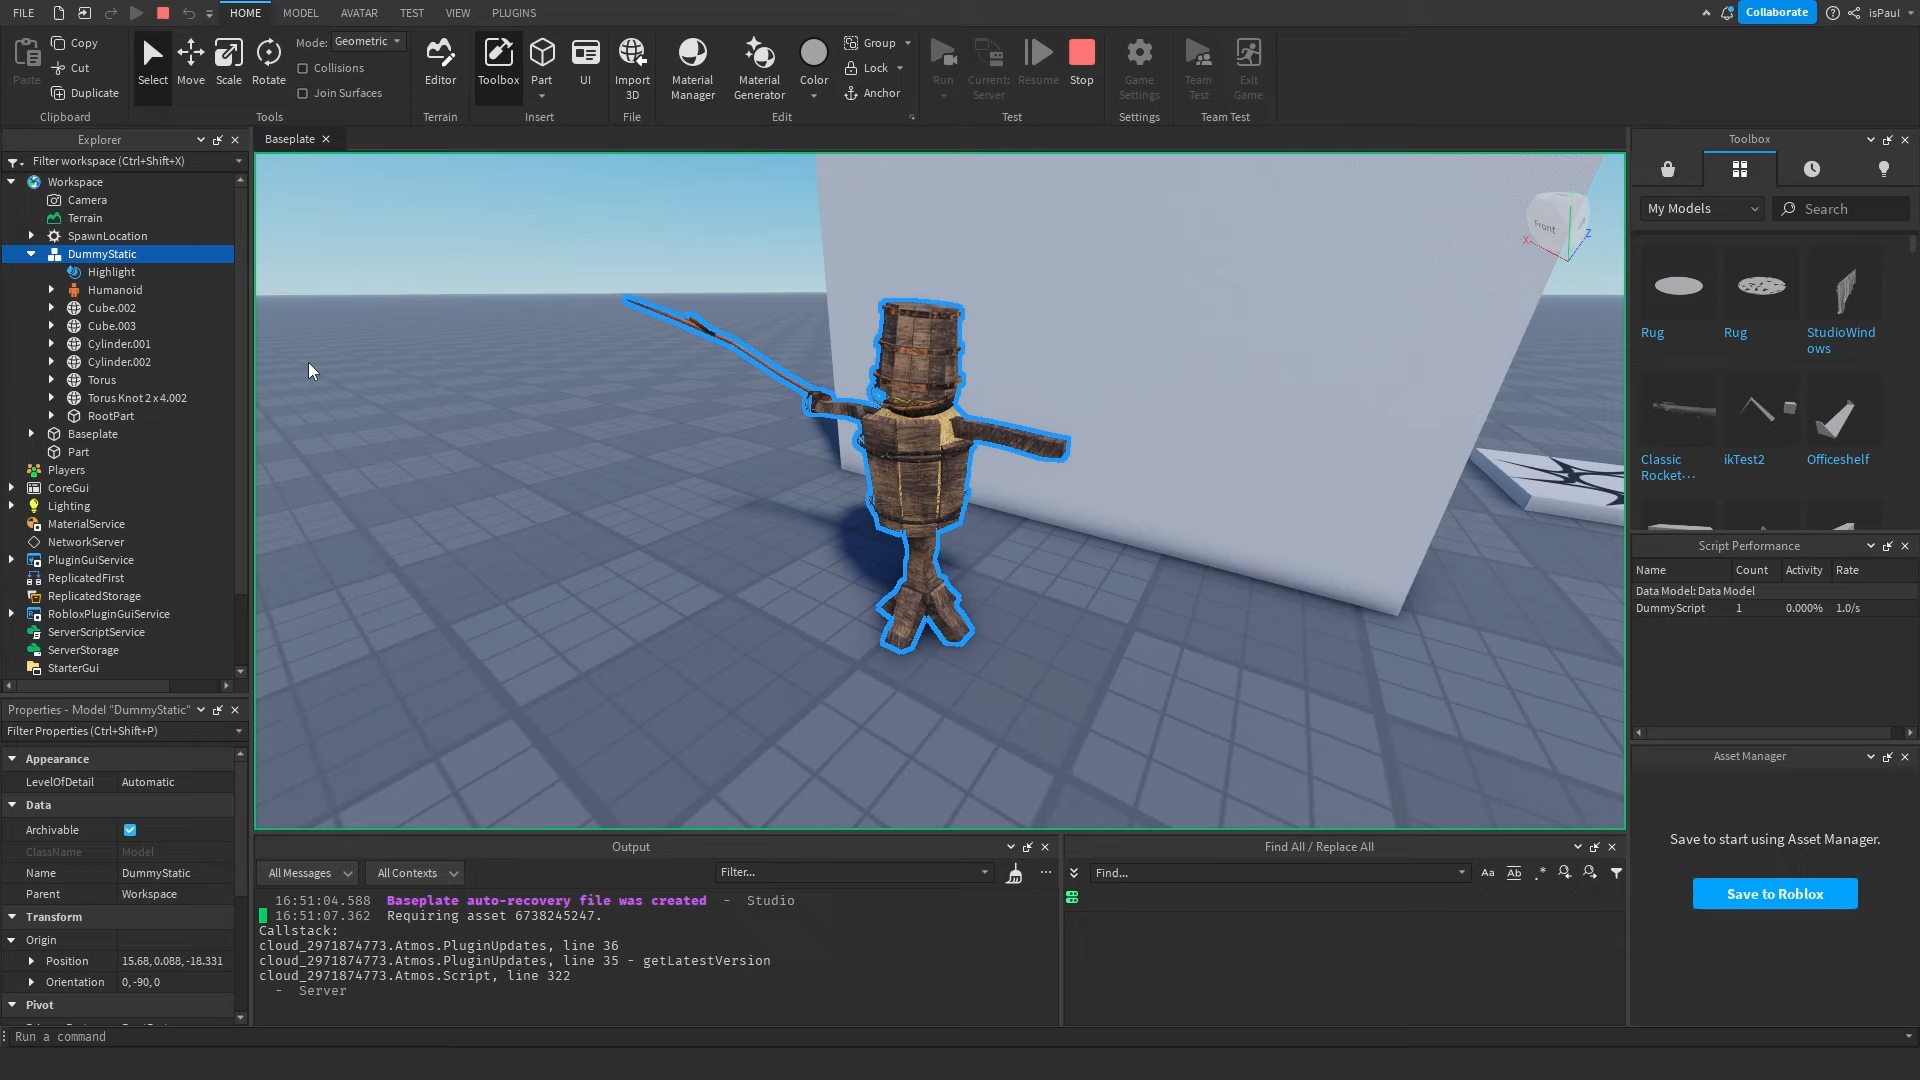 FILE HOME MODEL AVATAR TEST VIEW PLUGINS Collaborate isPaul
Copy Mode: Geometric Group
Cut Collisions Lock
Paste Select Move Scale Rotate Editor Toolbox Part UI Import 3D Material Manager Material Generator Color Run Current: Server Resume Stop Game Settings Team Test Exit Game
Duplicate Join Surfaces Anchor
Clipboard Tools Terrain Insert File Edit Test Settings Team Test
Explorer
Filter workspace (Ctrl+Shift+X)
Workspace
Camera
Terrain
SpawnLocation
DummyStatic
Highlight
Humanoid
Cube.002
Cube.003
Cylinder.001
Cylinder.002
Torus
Torus Knot 2 x 4.002
RootPart
Baseplate
Part
Players
CoreGui
Lighting
MaterialService
NetworkServer
PluginGuiService
ReplicatedFirst
ReplicatedStorage
RobloxPluginGuiService
ServerScriptService
ServerStorage
StarterGui
Properties - Model "DummyStatic"
Filter Properties (Ctrl+Shift+P)
Appearance
LevelOfDetail Automatic
Data
Archivable
ClassName Model
Name DummyStatic
Parent Workspace
Transform
Origin
Position 15.68, 0.088, -18.331
Orientation 0, -90, 0
Pivot
Run a command
Baseplate
Front
X
Z
Output
All Messages All Contexts Filter...
16:51:04.588 Baseplate auto-recovery file was created - Studio
16:51:07.362 Requiring asset 6738245247.
Callstack:
cloud_2971874773.Atmos.PluginUpdates, line 36
cloud_2971874773.Atmos.PluginUpdates, line 35 - getLatestVersion
cloud_2971874773.Atmos.Script, line 322
- Server
Find All / Replace All
Find... Aa Ab .*
Toolbox
My Models Search
Rug Rug StudioWind
ows
Classic ikTest2 Officeshelf
Rocket···
Script Performance
Name Count Activity Rate
Data Model: Data Model
DummyScript 1 0.000% 1.0/s
Asset Manager
Save to start using Asset Manager.
Save to Roblox